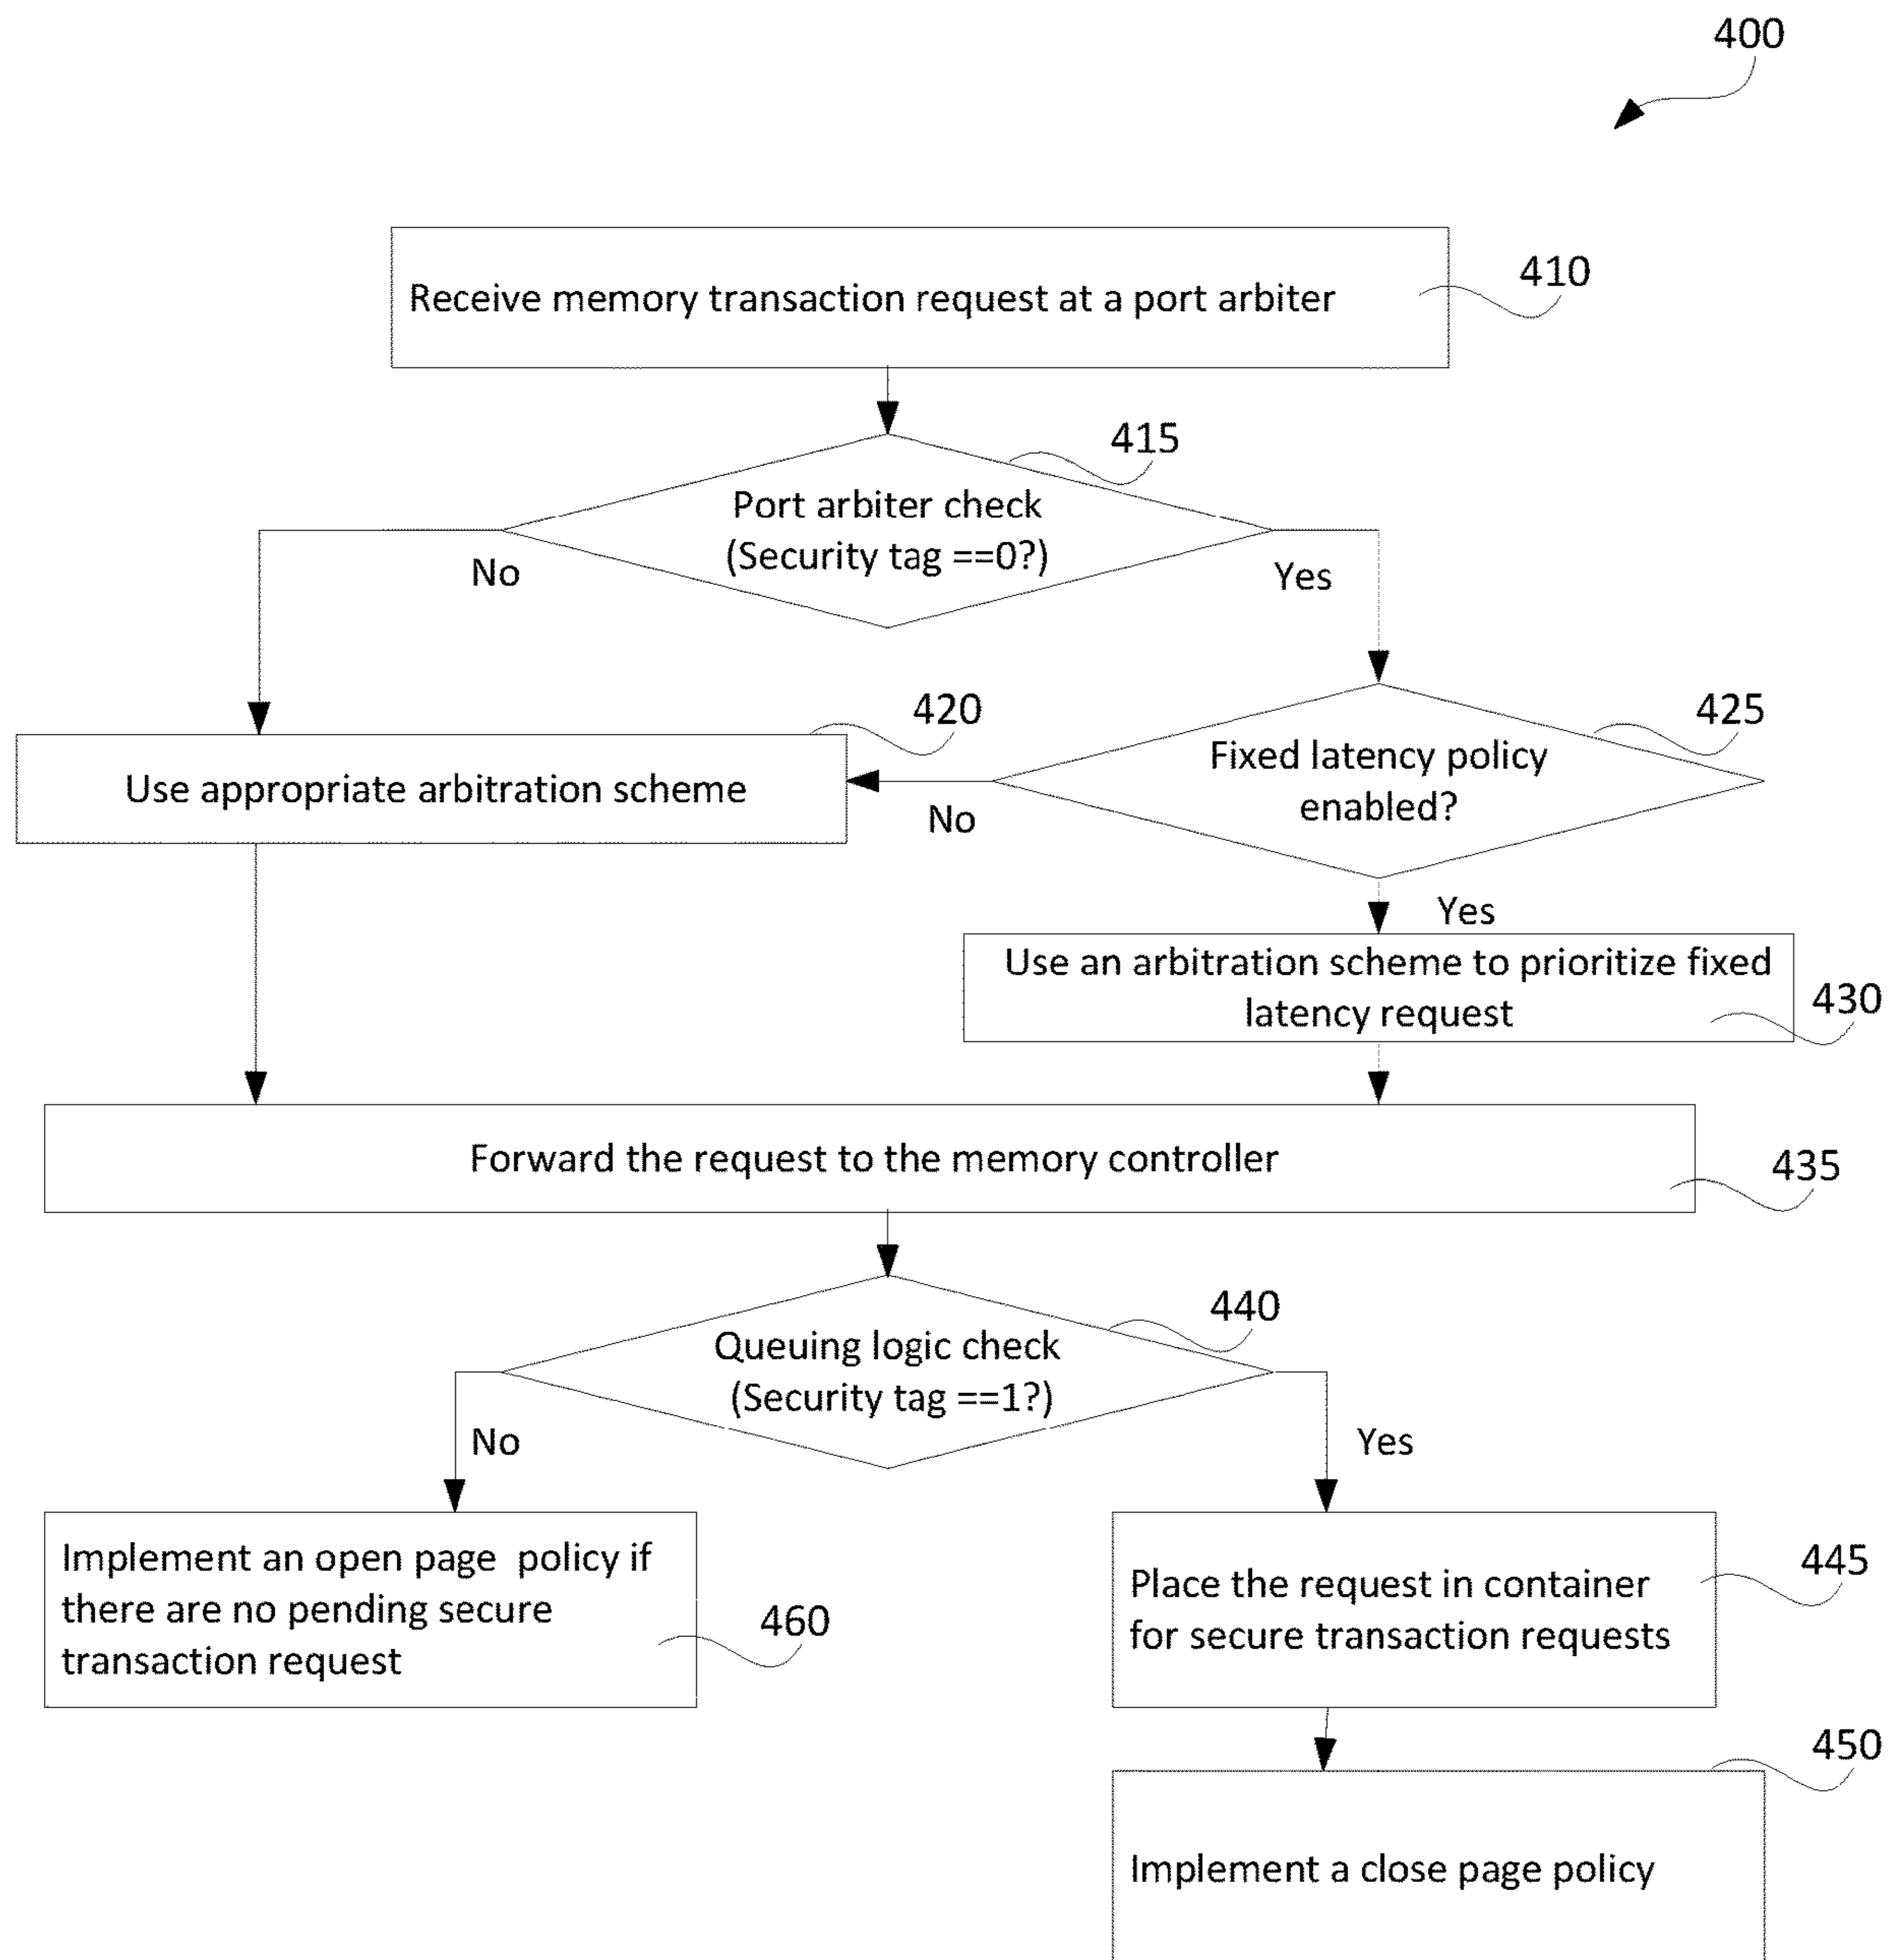 400
Receive memory transaction request at a port arbiter
410
415
Port arbiter check
(Security tag ==0?)
No
Yes
420
425
Use appropriate arbitration scheme
Fixed latency policy
enabled?
No
Yes
Use an arbitration scheme to prioritize fixed
latency request
430
Forward the request to the memory controller
435
440
Queuing logic check
(Security tag ==1?)
No
Yes
Implement an open page policy if
there are no pending secure
transaction request
460
Place the request in container
for secure transaction requests
445
450
Implement a close page policy